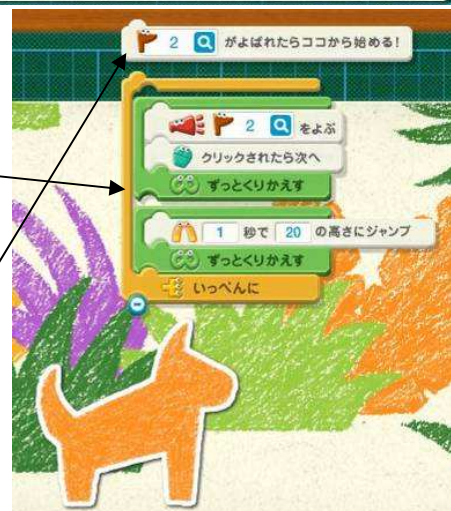 2 がよばれたらココから始める!
2 をよぶ
クリックされたら次へ
ずっとくりかえす
1 秒で 20 の高さにジャンプ
ずっとくりかえす
いっぺんに